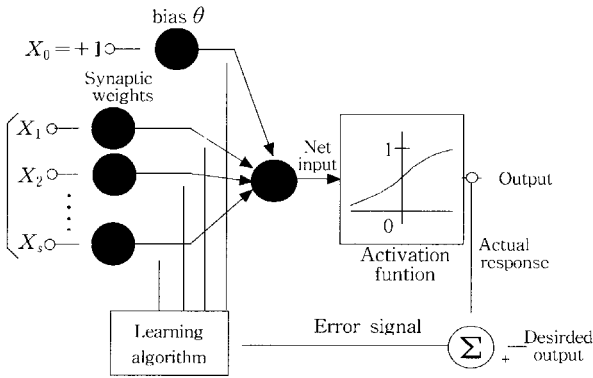 bias θ
X₀ = + 1
Synaptic
weights
X₁
X₂
Xₛ
Net
input
1
0
Activation
funtion
Output
Actual
response
Learning
algorithm
Error signal
Σ
+
Desirded
output